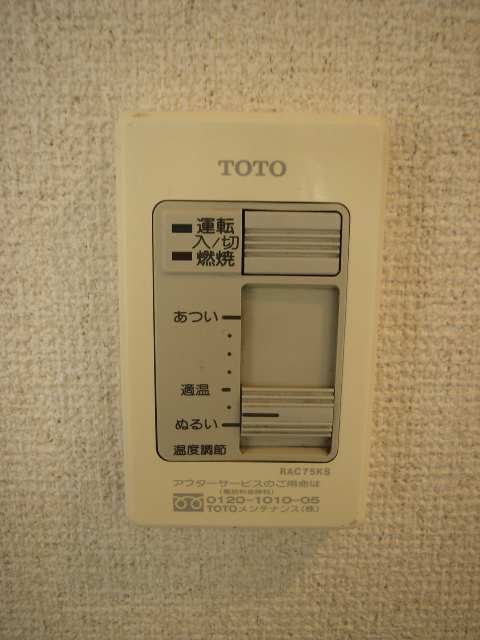 TOTO
運転
入/切
燃焼
あつい
適温
ぬるい
温度調節
RAC75KS
アフターサービスのご用命は
0120-1010-05
TOTOメンテナンス(株)